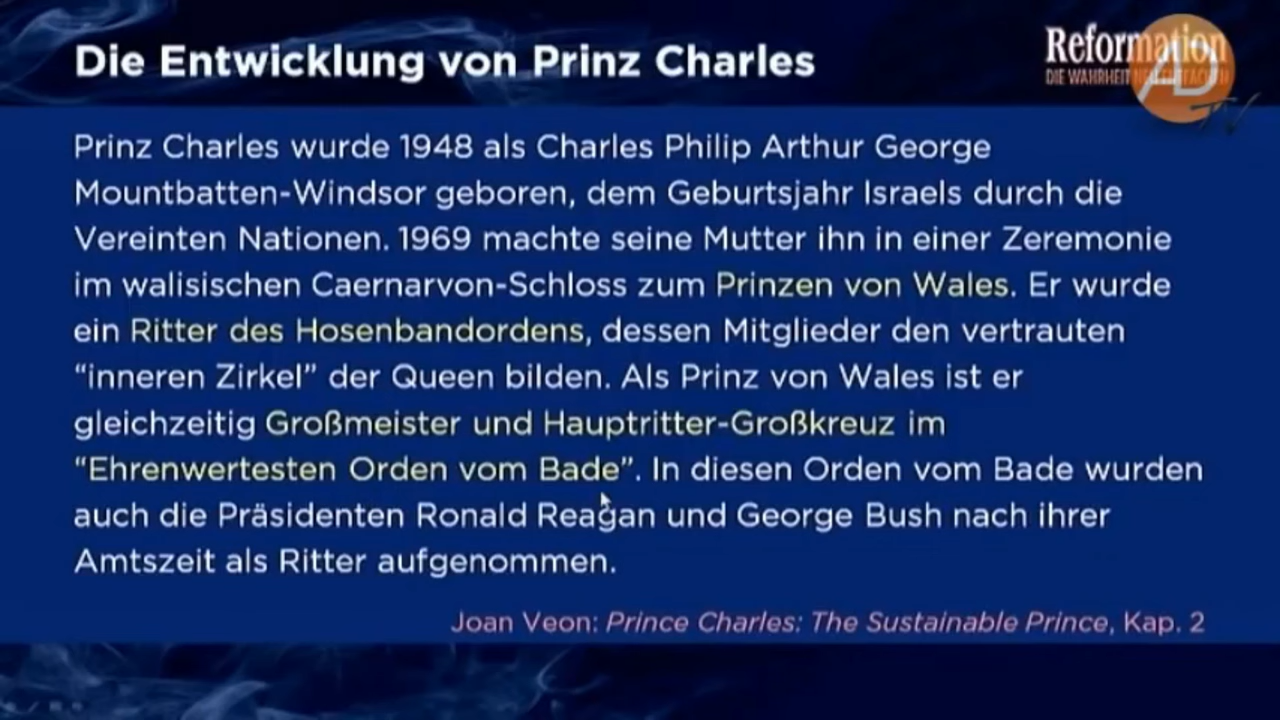 Die Entwicklung von Prinz Charles
Reformation
DIE WAHRHEIT
AD
TV
Prinz Charles wurde 1948 als Charles Philip Arthur George
Mountbatten-Windsor geboren, dem Geburtsjahr Israels durch die
Vereinten Nationen. 1969 machte seine Mutter ihn in einer Zeremonie
im walisischen Caernarvon-Schloss zum Prinzen von Wales. Er wurde
ein Ritter des Hosenbandordens, dessen Mitglieder den vertrauten
“inneren Zirkel” der Queen bilden. Als Prinz von Wales ist er
gleichzeitig Großmeister und Hauptritter-Großkreuz im
“Ehrenwertesten Orden vom Bade”. In diesen Orden vom Bade wurden
auch die Präsidenten Ronald Reagan und George Bush nach ihrer
Amtszeit als Ritter aufgenommen.
Joan Veon: Prince Charles: The Sustainable Prince, Kap. 2